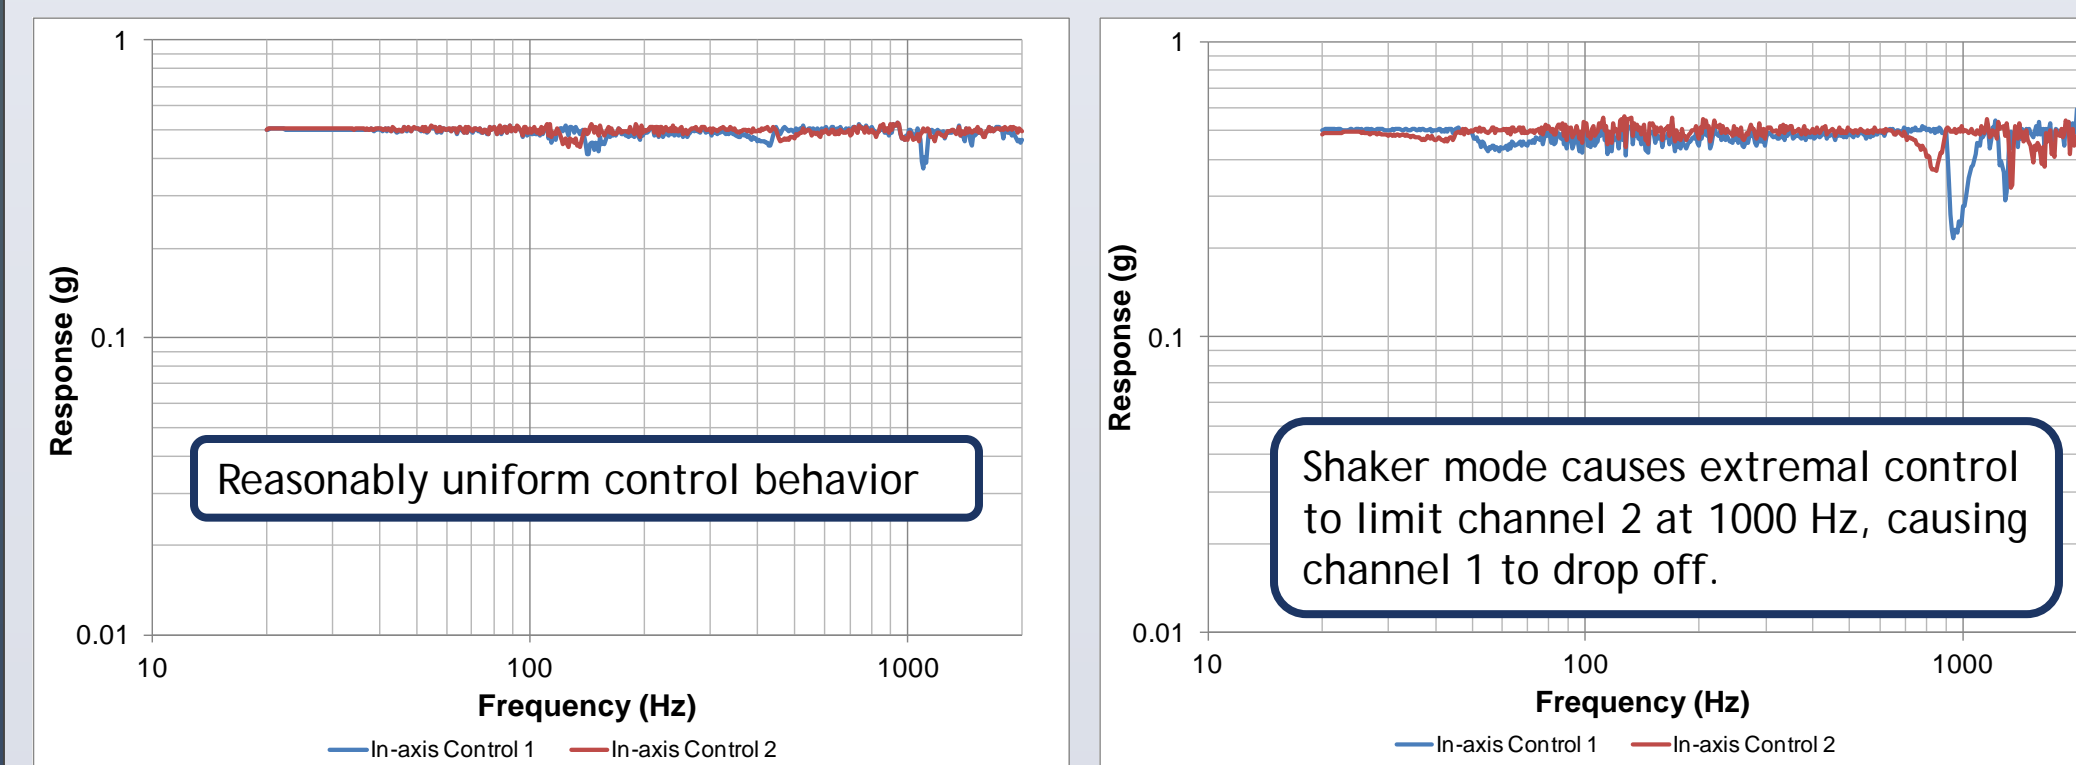 1
0.1
0.01
10
100
1000
Response (g)
Frequency (Hz)
Reasonably uniform control behavior
In-axis Control 1
In-axis Control 2
1
0.1
0.01
10
100
1000
Response (g)
Frequency (Hz)
Shaker mode causes extremal control
to limit channel 2 at 1000 Hz, causing
channel 1 to drop off.
In-axis Control 1
In-axis Control 2